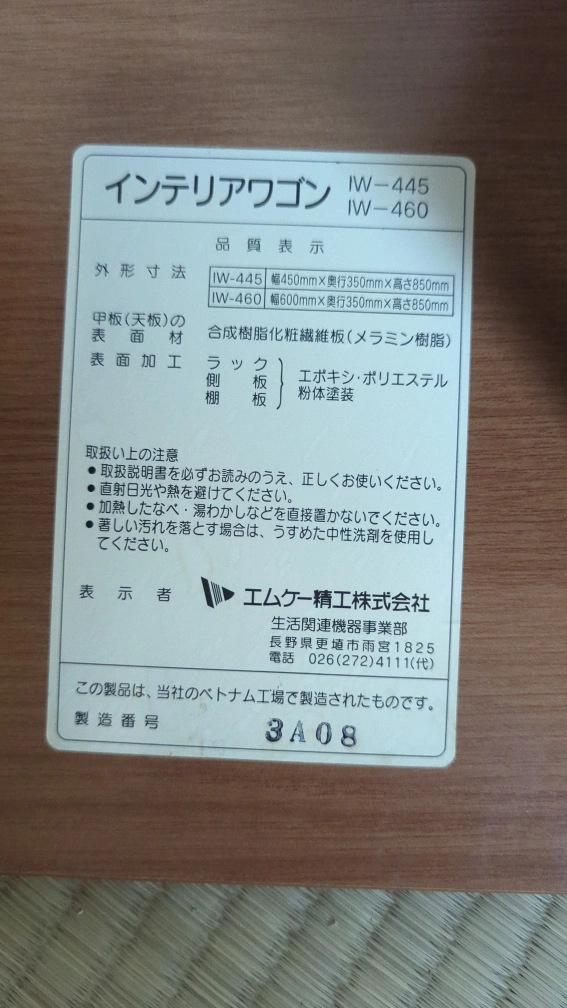 インテリアワゴン IW-445
IW-460
品質表示
外形寸法 IW-445 幅450mm×奥行350mm×高さ850mm
IW-460 幅600mm×奥行350mm×高さ850mm
甲板(天板)の
表面材 合成樹脂化粧繊維板(メラミン樹脂)
表面加工 ラック
側板
棚板
エポキシ・ポリエステル
粉体塗装
取扱い上の注意
●取扱説明書を必ずお読みのうえ、正しくお使いください。
●直射日光や熱を避けてください。
●加熱したなべ・湯わかしなどを直接置かないでください。
●著しい汚れを落とす場合は、うすめた中性洗剤を使用し
てください。
表示者 エムケー精工株式会社
生活関連機器事業部
長野県更埴市雨宮1825
電話 026(272)4111(代)
この製品は、当社のベトナム工場で製造されたものです。
製造番号 3A08